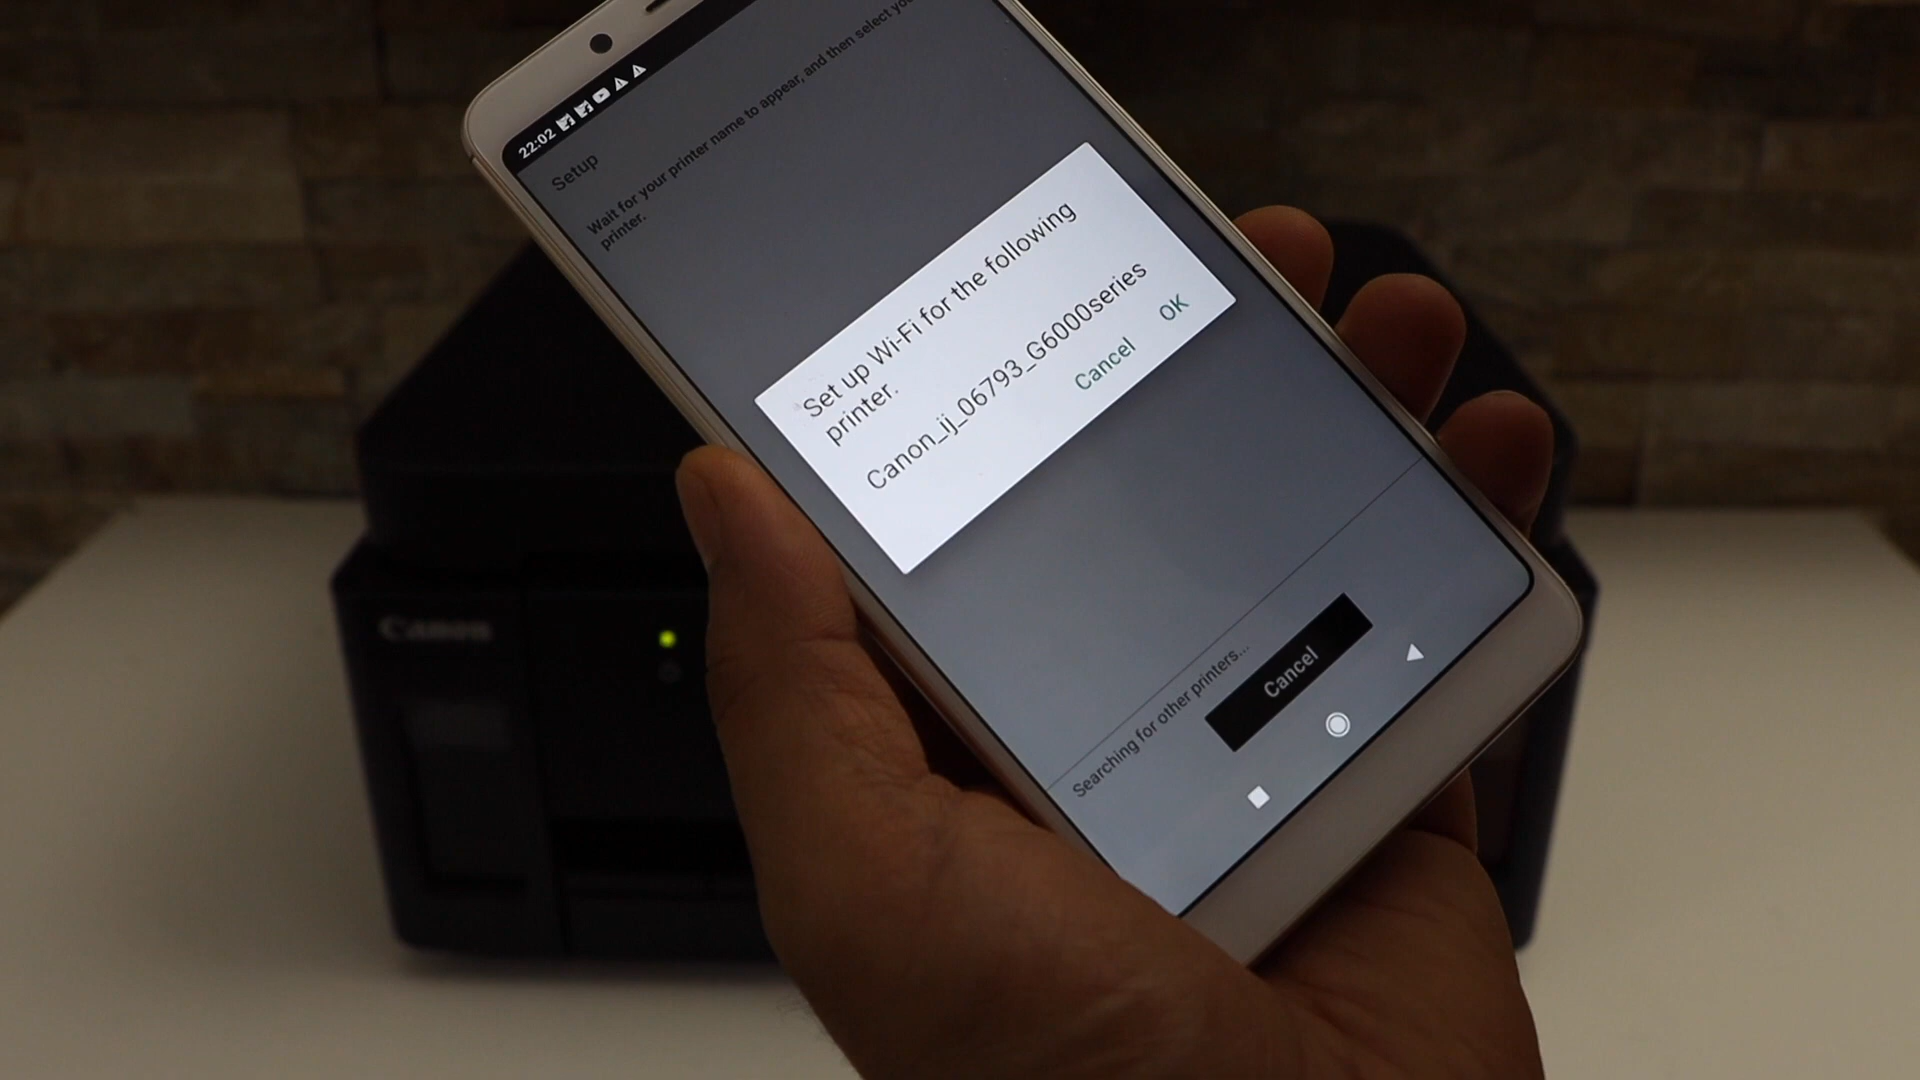 22:02
Setup
Wait for your printer name to appear, and then select
printer.
Set up Wi-Fi for the following
printer.
Canon_ij_06793_G6000series
Cancel OK
Searching for other printers...
Cancel
Canon